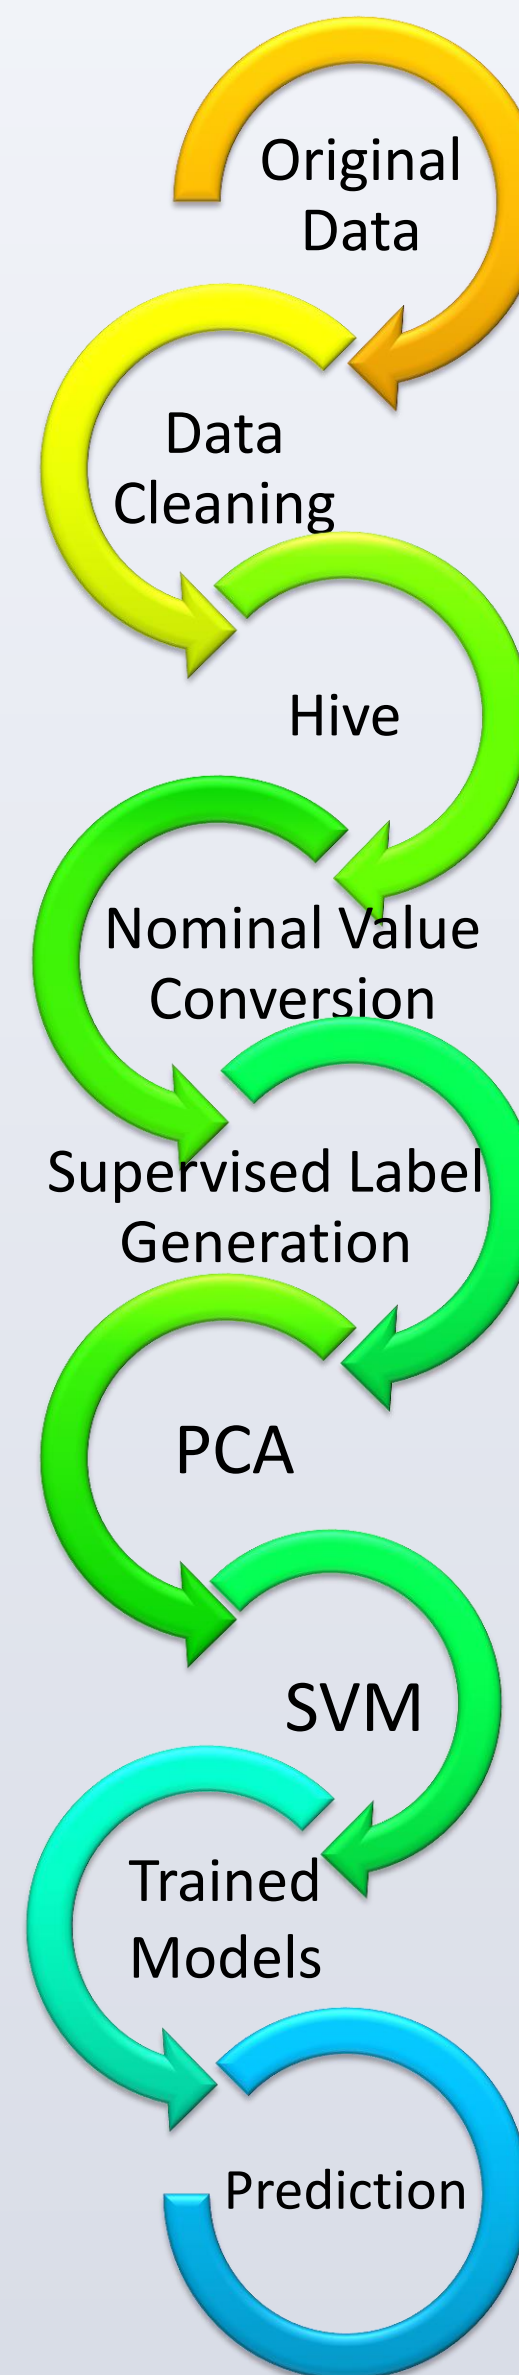 Original
Data
Data
Cleaning
Hive
Nominal Value
Conversion
Supervised Label
Generation
PCA
SVM
Trained
Models
Prediction